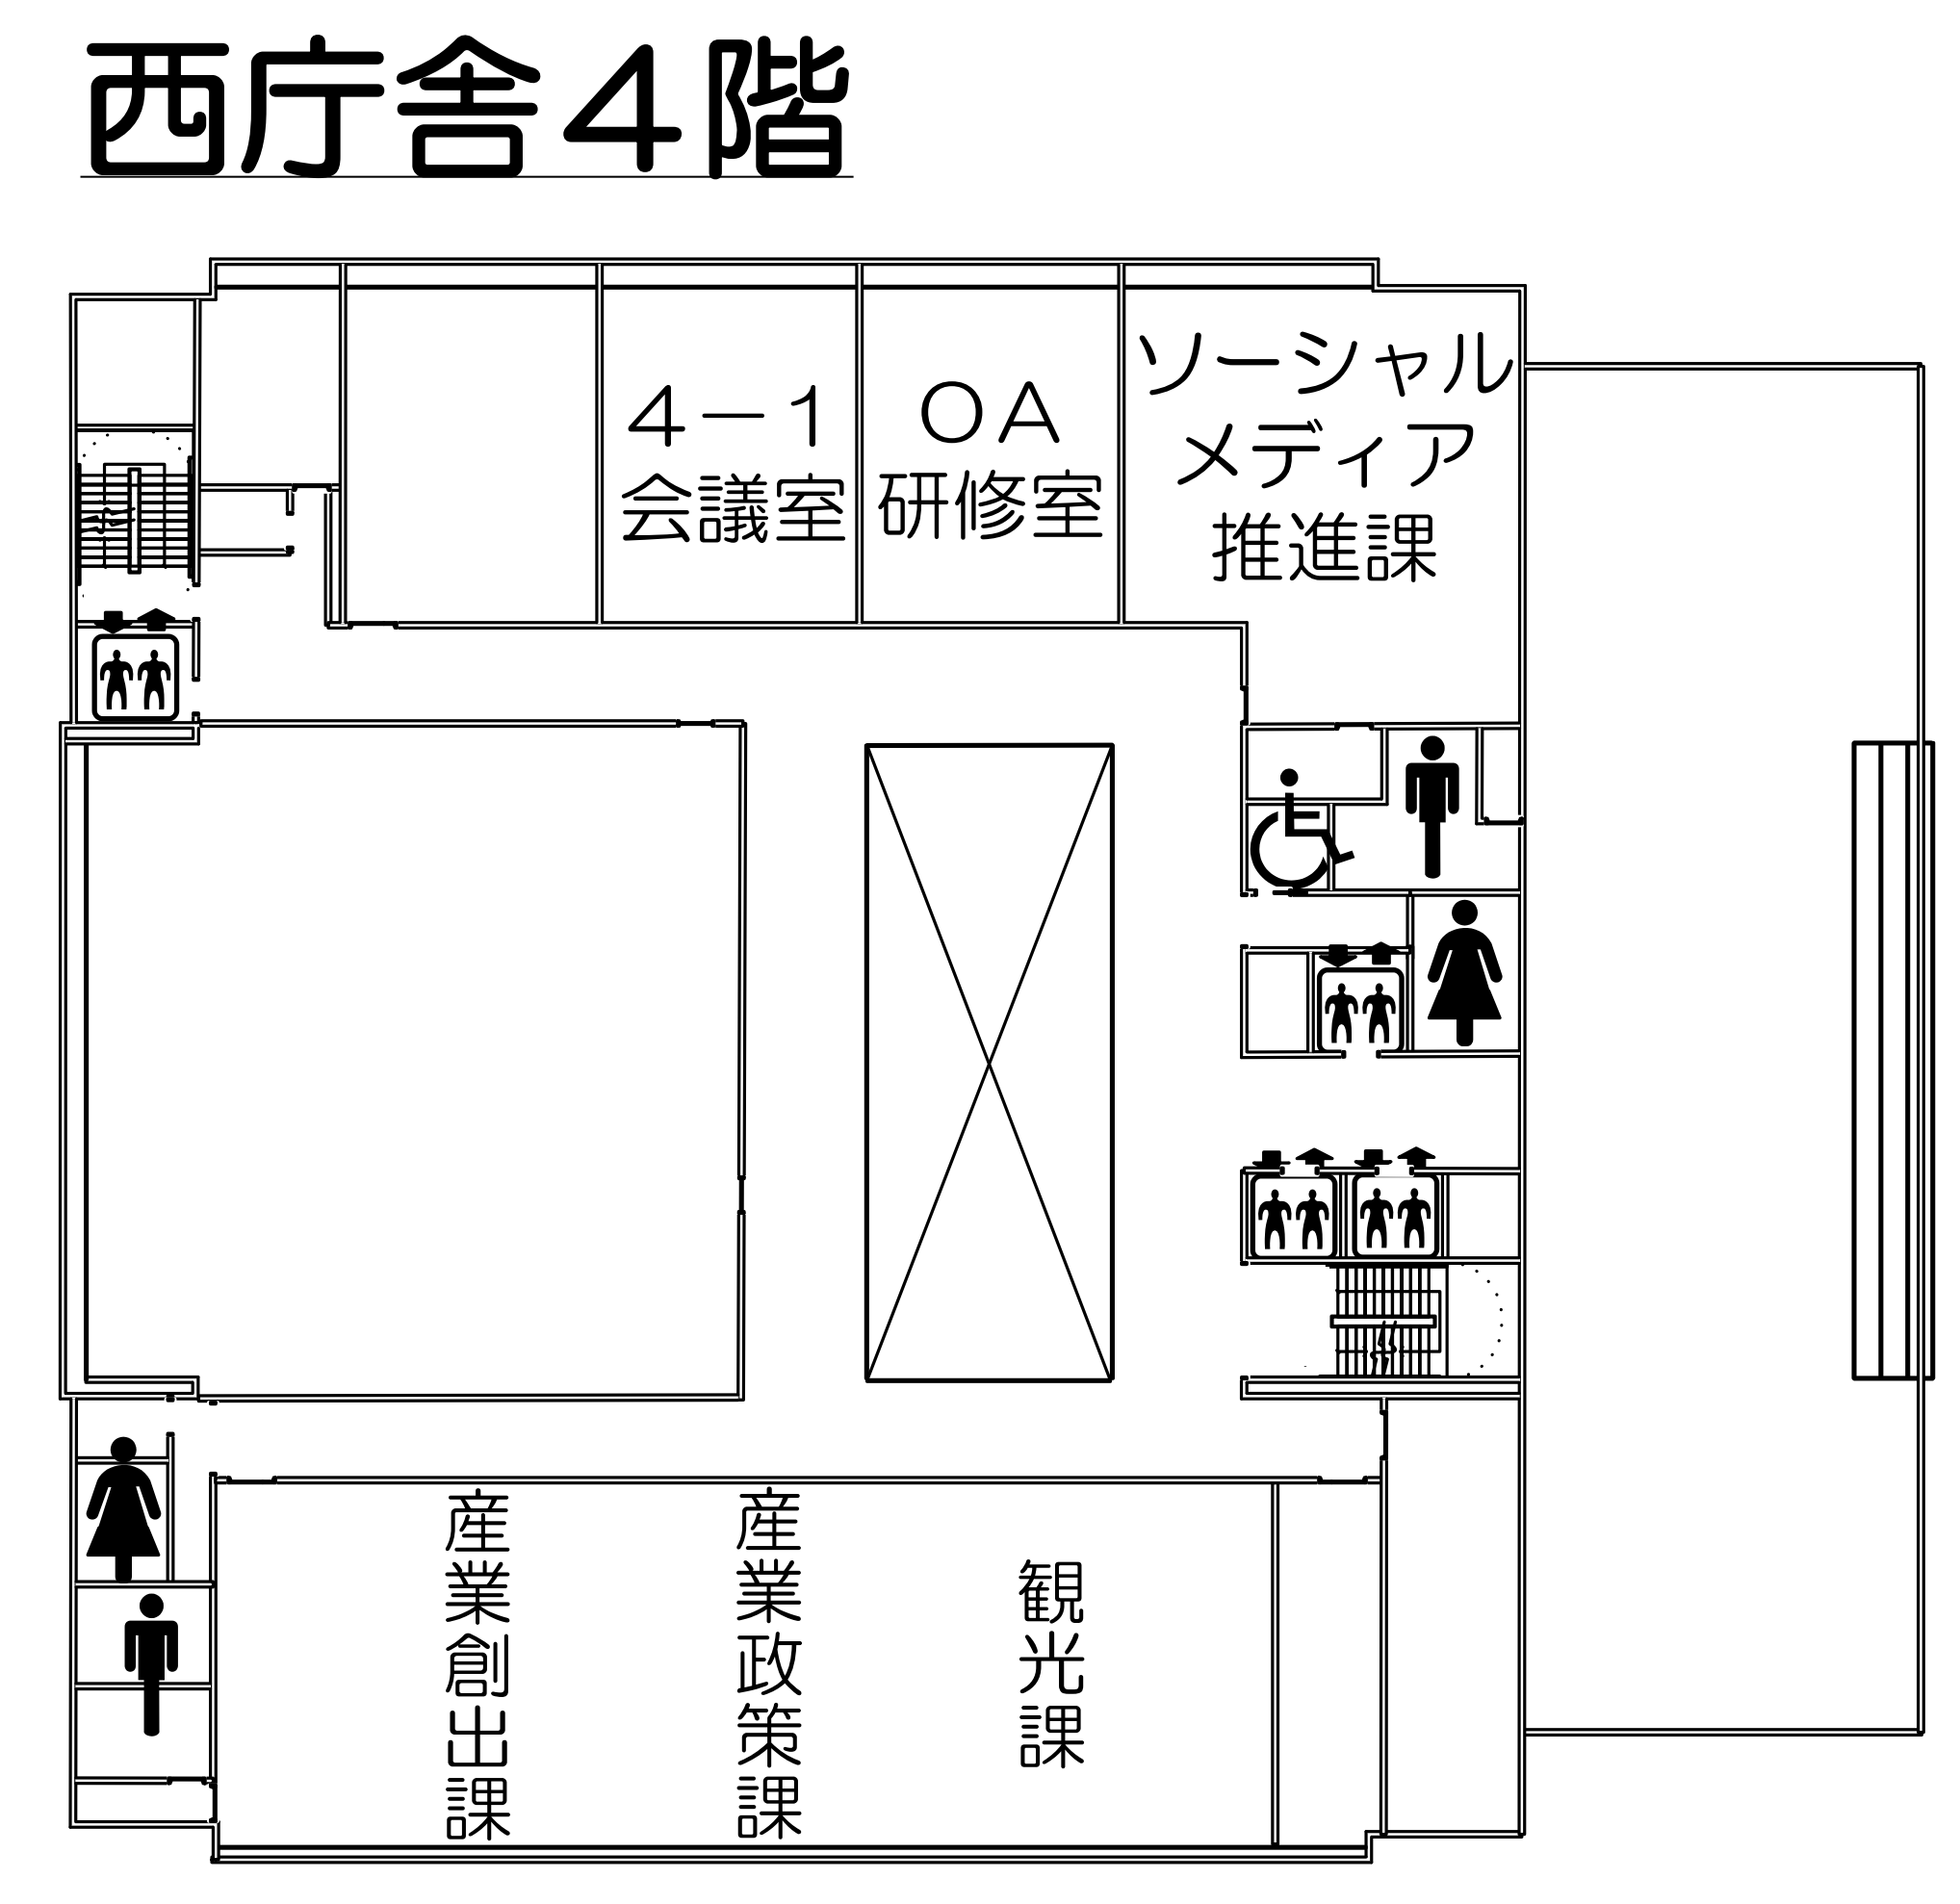 西庁舎4階
4－1
会議室
OA
研修室
ソーシャル
メディア
推進課
産業創出課
産業政策課
観光課